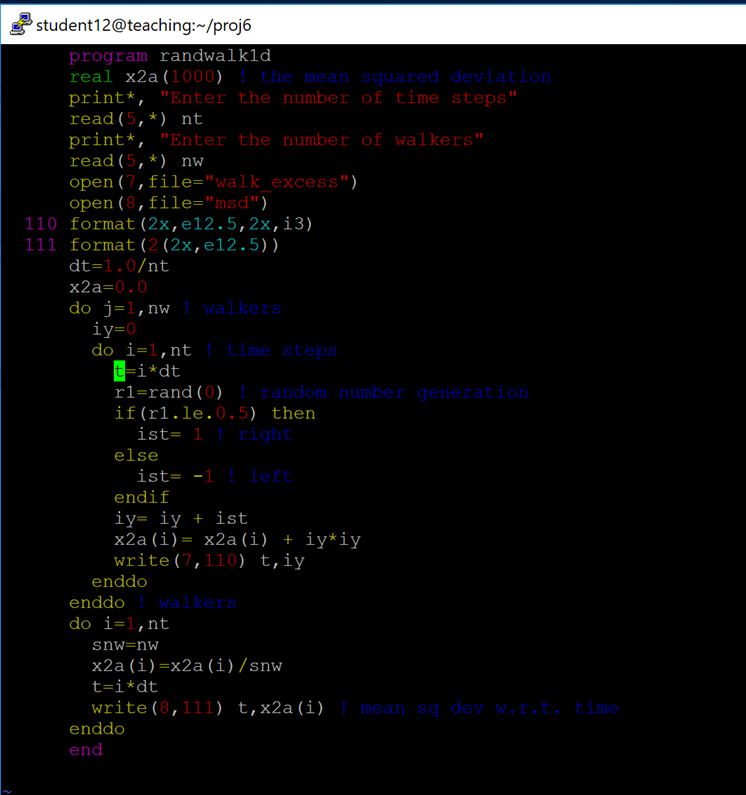 student12@teaching:~/proj6
program randwalk1d
real x2a(1000) ! the mean squared deviation
print*, "Enter the number of time steps"
read(5,*) nt
print*, "Enter the number of walkers"
read(5,*) nw
open(7,file="walk_excess")
open(8,file="msd")
110 format(2x,e12.5,2x,i3)
111 format(2(2x,e12.5))
dt=1.0/nt
x2a=0.0
do j=1,nw ! walkers
iy=0
do i=1,nt ! time steps
t=i*dt
r1=rand(0) ! random number generation
if(r1.le.0.5) then
ist= 1 ! right
else
ist= -1 ! left
endif
iy= iy + ist
x2a(i)= x2a(i) + iy*iy
write(7,110) t,iy
enddo
enddo ! walkers
do i=1,nt
snw=nw
x2a(i)=x2a(i)/snw
t=i*dt
write(8,111) t,x2a(i) ! mean sq dev w.r.t. time
enddo
end
~